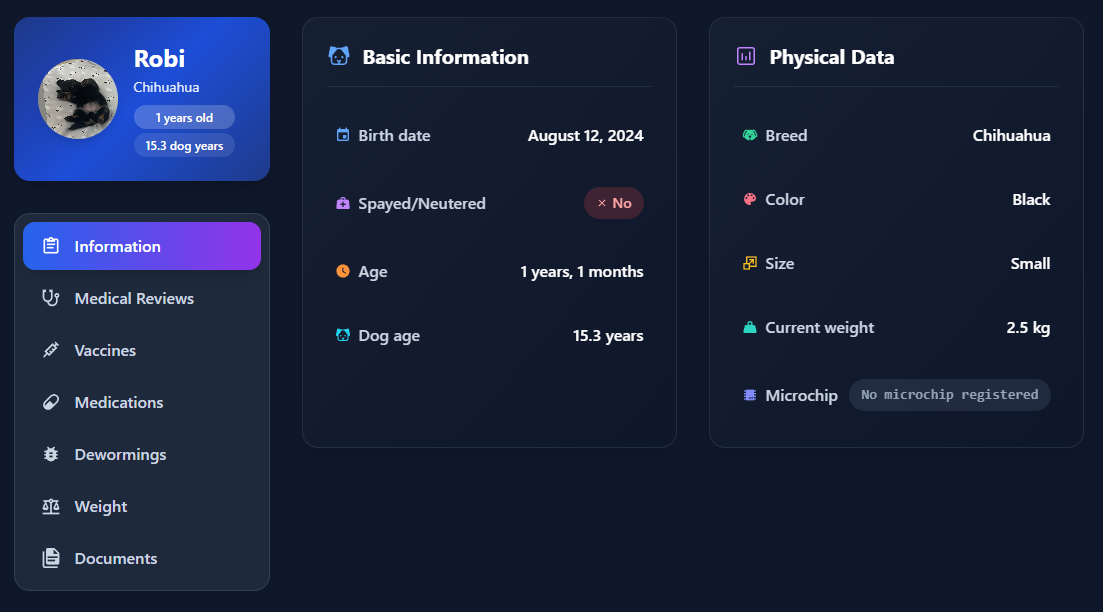 Robi
Chihuahua
1 years old
15.3 dog years
Information
Medical Reviews
Vaccines
Medications
Dewormings
Weight
Documents
Basic Information
Birth date August 12, 2024
Spayed/Neutered × No
Age 1 years, 1 months
Dog age 15.3 years
Physical Data
Breed Chihuahua
Color Black
Size Small
Current weight 2.5 kg
Microchip No microchip registered